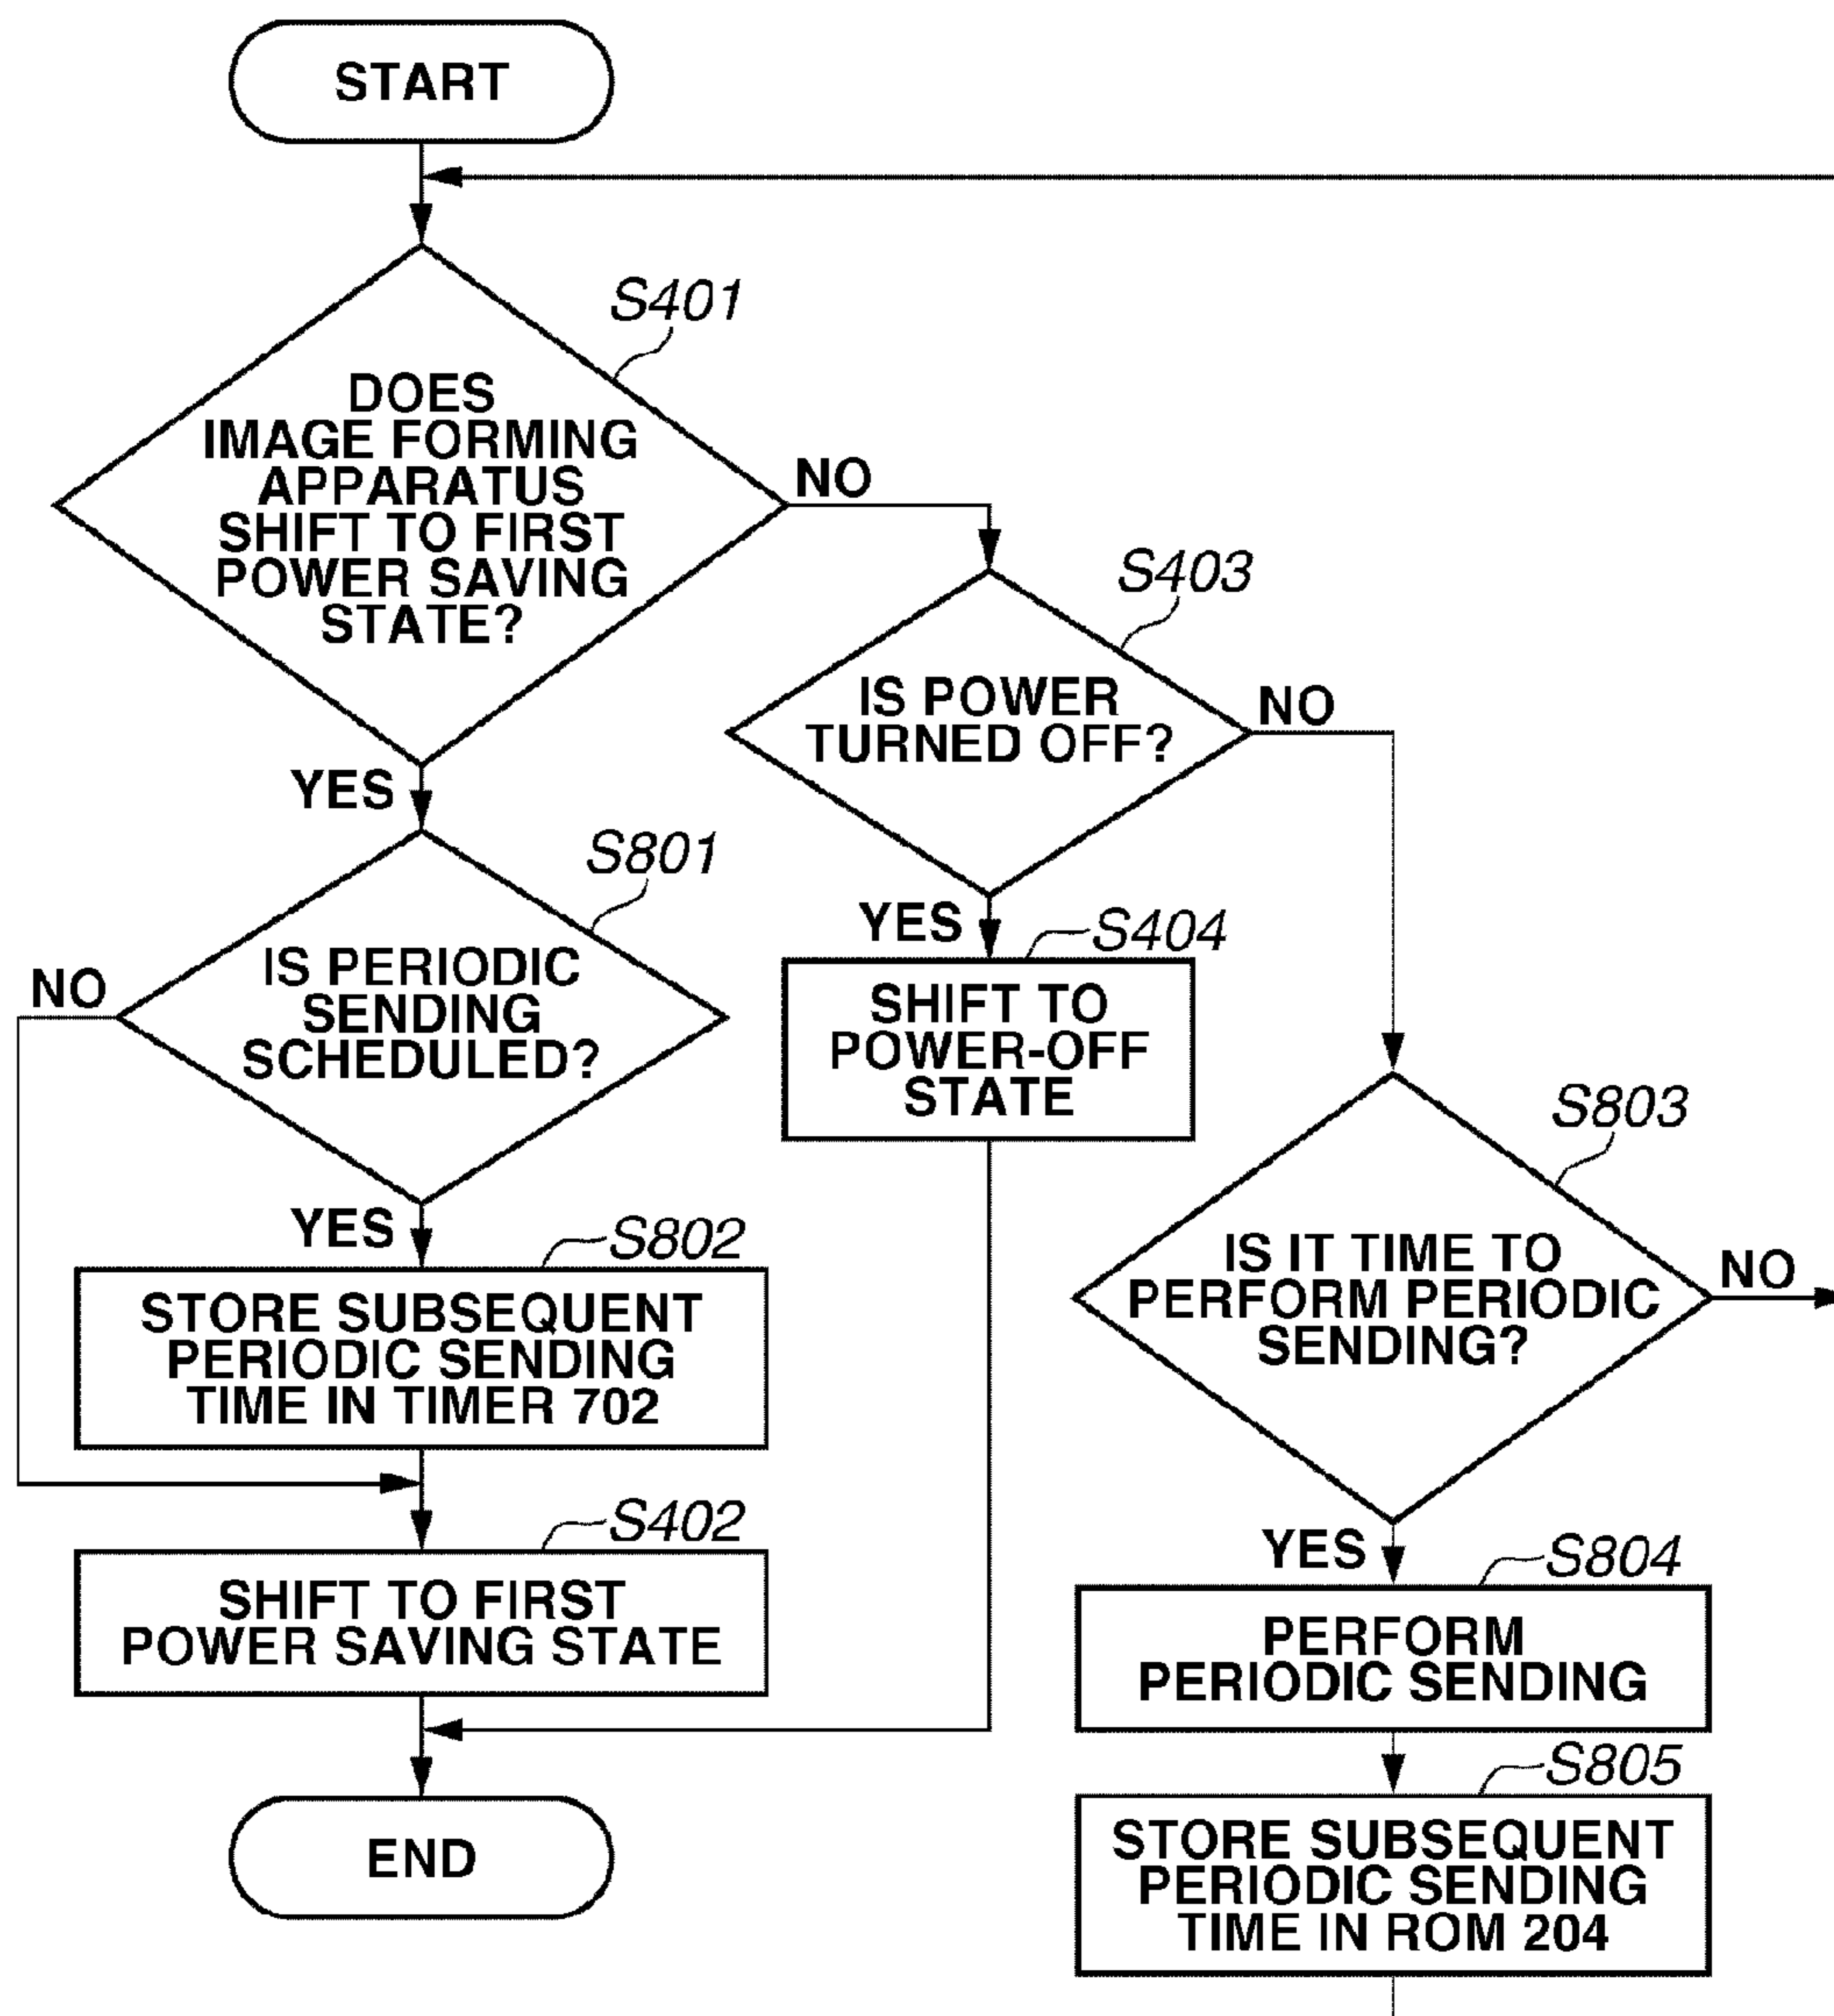 START
S401
DOES
IMAGE FORMING
APPARATUS
SHIFT TO FIRST
POWER SAVING
STATE?
NO
YES
S403
IS POWER
TURNED OFF?
NO
YES
S801
IS PERIODIC
SENDING
SCHEDULED?
NO
YES
S404
SHIFT TO
POWER-OFF
STATE
S802
STORE SUBSEQUENT
PERIODIC SENDING
TIME IN TIMER 702
S803
IS IT TIME TO
PERFORM PERIODIC
SENDING?
NO
YES
S402
SHIFT TO FIRST
POWER SAVING STATE
S804
PERFORM
PERIODIC SENDING
S805
STORE SUBSEQUENT
PERIODIC SENDING
TIME IN ROM 204
END